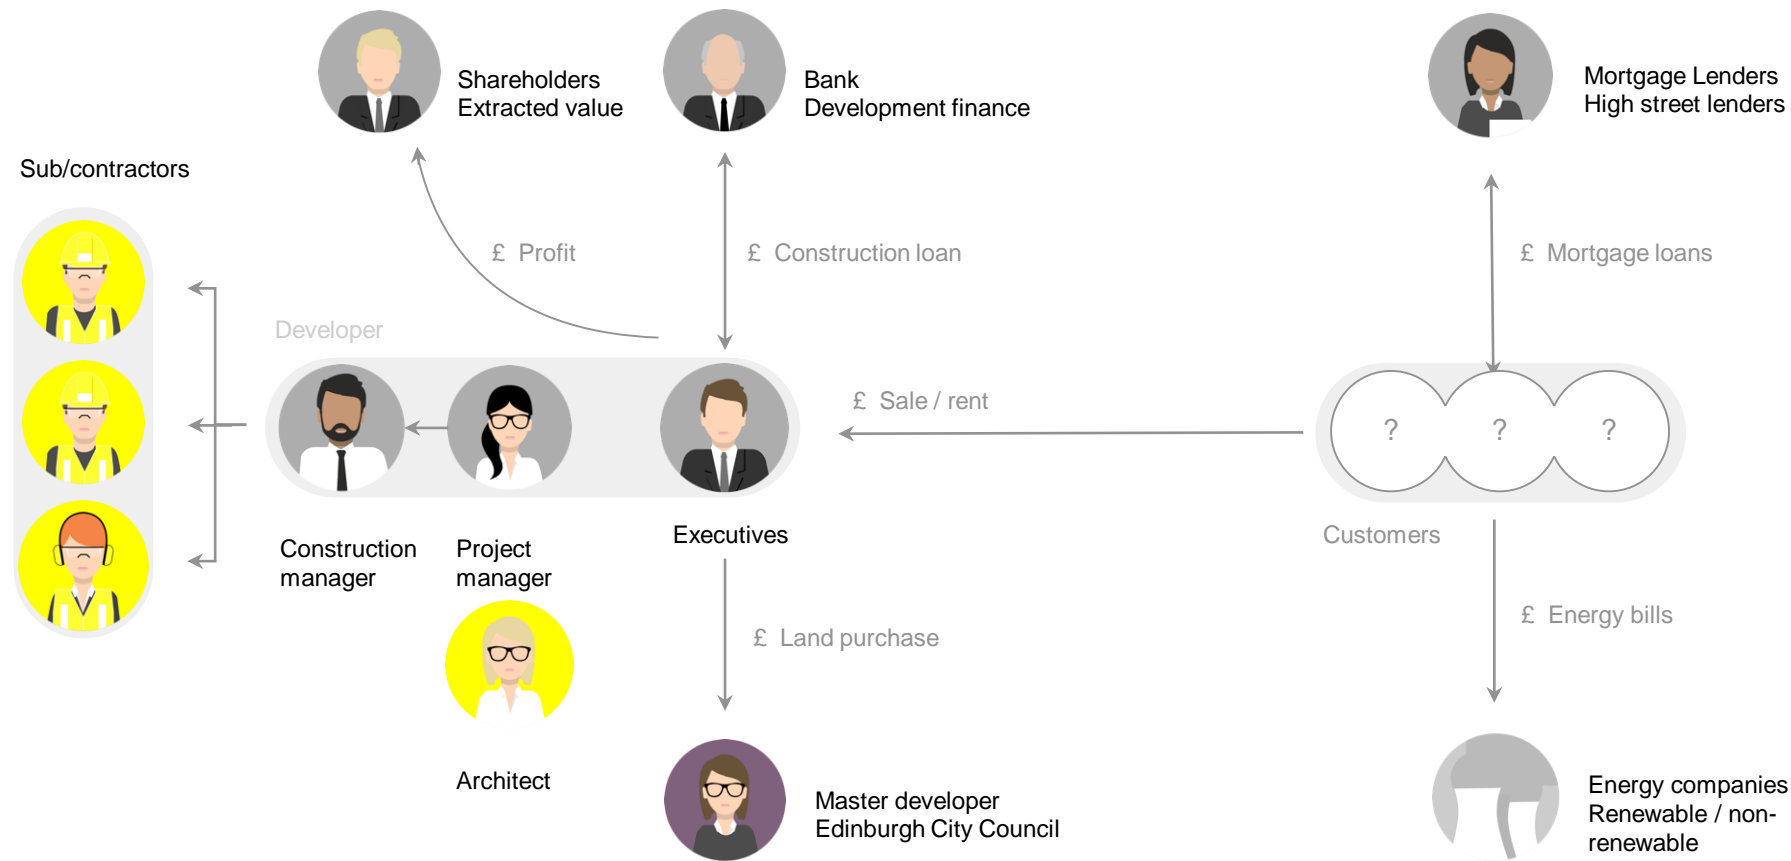 Shareholders
Extracted value
Bank
Development finance
Mortgage Lenders
High street lenders
Sub/contractors
£ Profit
£ Construction loan
£ Mortgage loans
Developer
£ Sale / rent
? ? ?
Construction
manager
Project
manager
Executives
Customers
£ Land purchase
£ Energy bills
Architect
Master developer
Edinburgh City Council
Energy companies
Renewable / non-
renewable